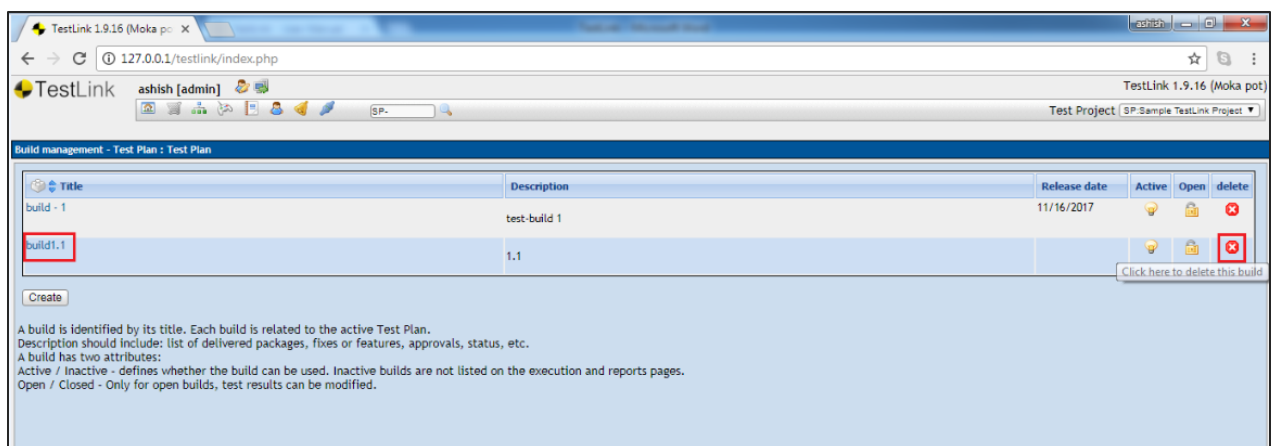 TestLink 1.9.16 (Moka po
ashish
127.0.0.1/testlink/index.php
TestLink ashish [admin] TestLink 1.9.16 (Moka pot)
SP- Test Project SP:Sample TestLink Project
Build management - Test Plan : Test Plan
Title Description Release date Active Open delete
build - 1 test-build 1 11/16/2017
build1.1 1.1
Click here to delete this build
Create
A build is identified by its title. Each build is related to the active Test Plan.
Description should include: list of delivered packages, fixes or features, approvals, status, etc.
A build has two attributes:
Active / Inactive - defines whether the build can be used. Inactive builds are not listed on the execution and reports pages.
Open / Closed - Only for open builds, test results can be modified.